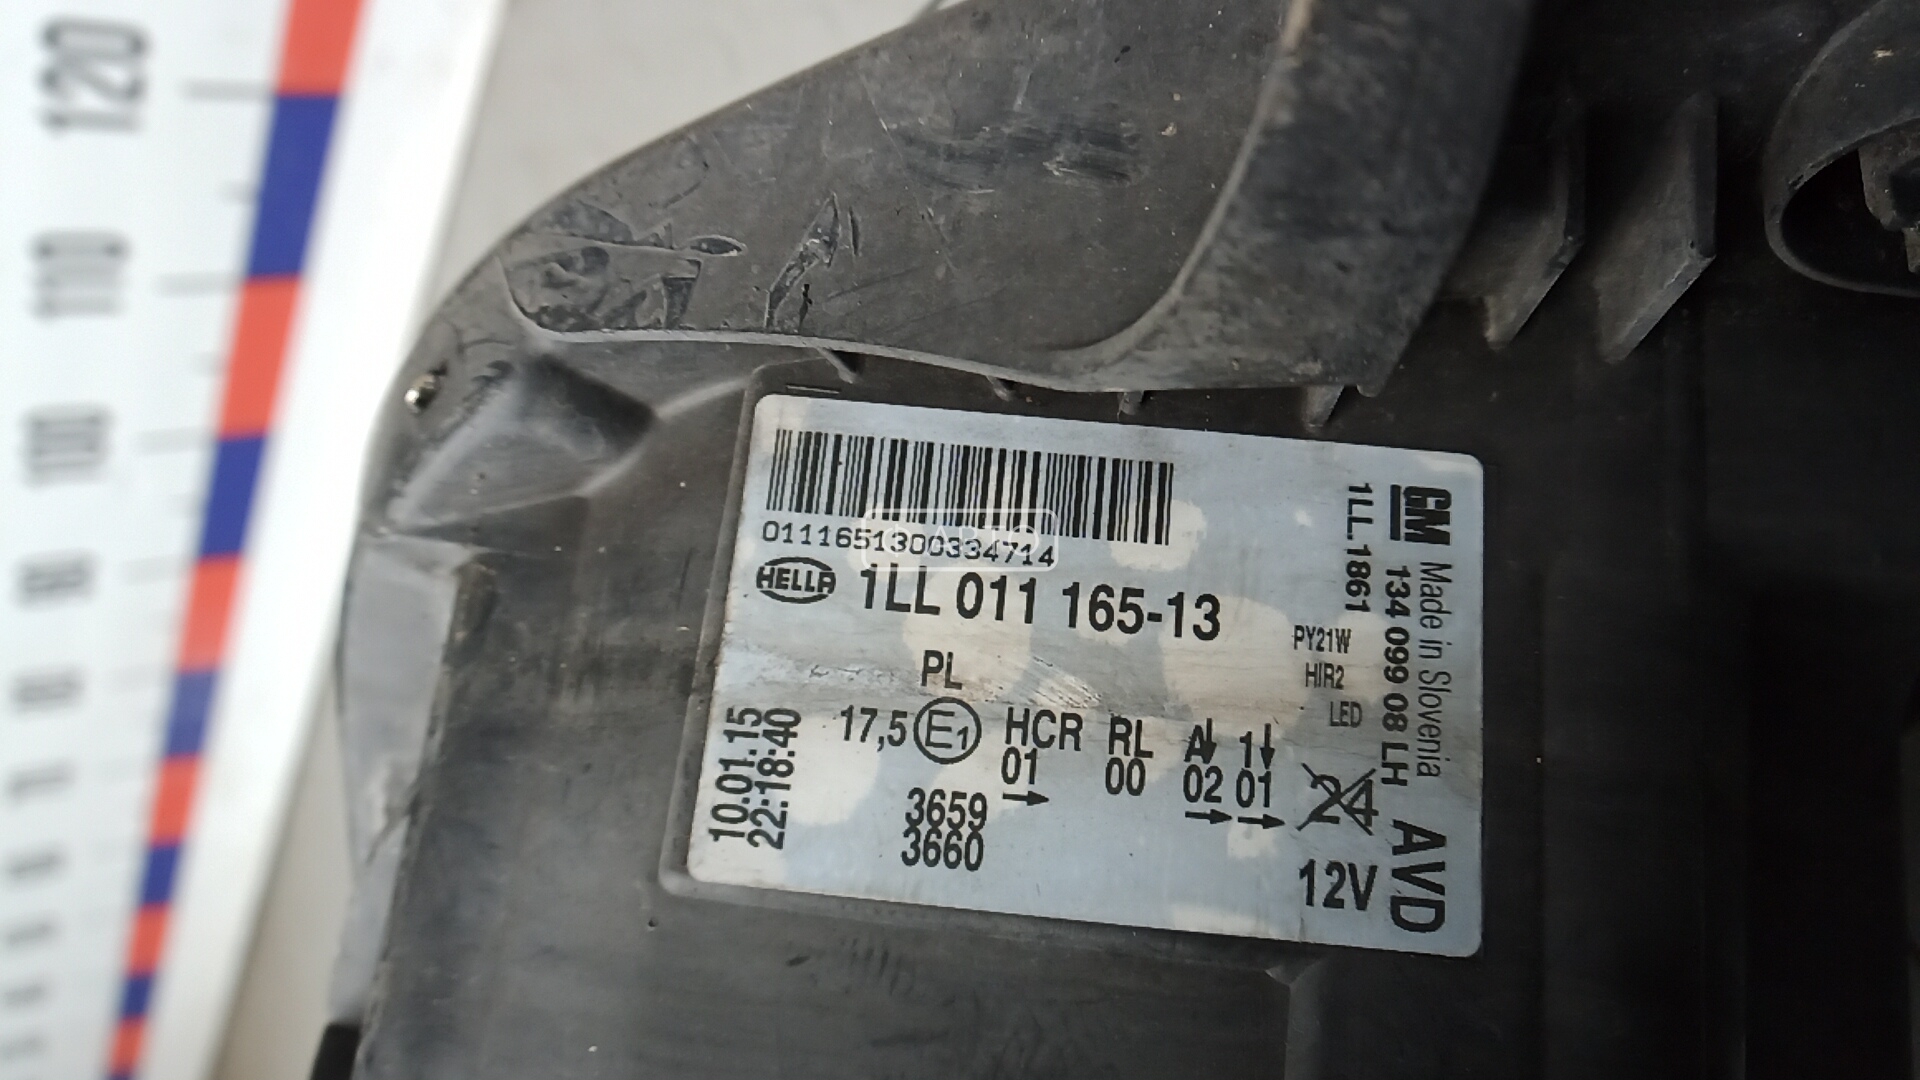 120
110
100
0111651300334714
HELLA 1LL 011 165-13
PL
17,5 E1 HCR RL A 1
01 00 02 01
3659
3660
10.01.15
22:18:40
PY21W
HIR2
LED
24
12V
GM Made in Slovenia
134 099 08 LH AVD
1LL.1861